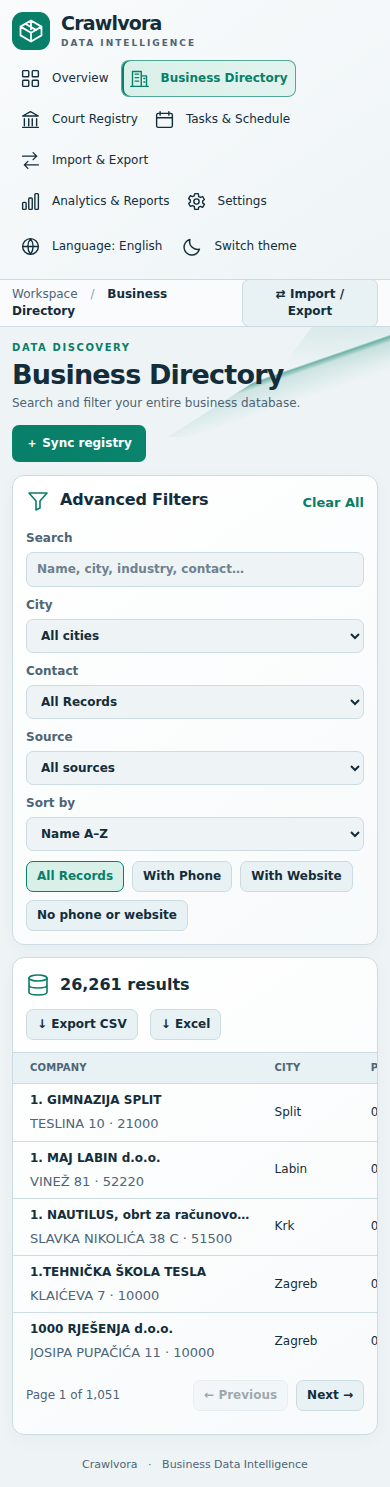 Crawlvora
DATA INTELLIGENCE
Overview
Business Directory
Court Registry
Tasks & Schedule
Import & Export
Analytics & Reports
Settings
Language: English
Switch theme
Workspace / Business Directory
⇄ Import / Export
DATA DISCOVERY
Business Directory
Search and filter your entire business database.
+ Sync registry
Advanced Filters
Clear All
Search
Name, city, industry, contact...
City
All cities
Contact
All Records
Source
All sources
Sort by
Name A–Z
All Records
With Phone
With Website
No phone or website
26,261 results
↓ Export CSV
↓ Excel
COMPANY CITY P
1. GIMNAZIJA SPLIT
TESLINA 10 · 21000
Split
0
1. MAJ LABIN d.o.o.
VINEŽ 81 · 52220
Labin
0
1. NAUTILUS, obrt za računovo...
SLAVKA NIKOLIĆA 38 C · 51500
Krk
0
1.TEHNIČKA ŠKOLA TESLA
KLAIĆEVA 7 · 10000
Zagreb
0
1000 RJEŠENJA d.o.o.
JOSIPA PUPAČIĆA 11 · 10000
Zagreb
0
Page 1 of 1,051
← Previous
Next →
Crawlvora · Business Data Intelligence